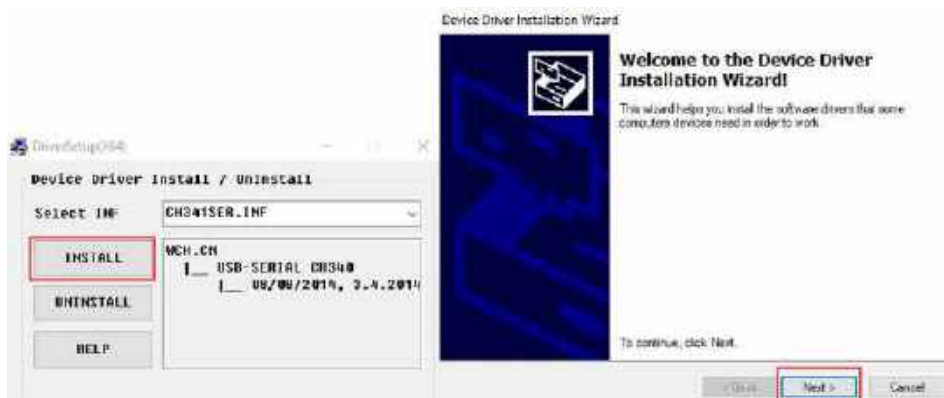 DriverSetup(X64)
Device Driver Install / Uninstall
Select INF
CH341SER.INF
INSTALL
UNINSTALL
HELP
WCH.CN
|__ USB-SERIAL CH340
|__ 08/08/2014, 3.4.2014
Device Driver Installation Wizard
Welcome to the Device Driver
Installation Wizard!
This wizard helps you install the software drivers that some
computers devices need in order to work.
To continue, click Next.
< Back
Next >
Cancel